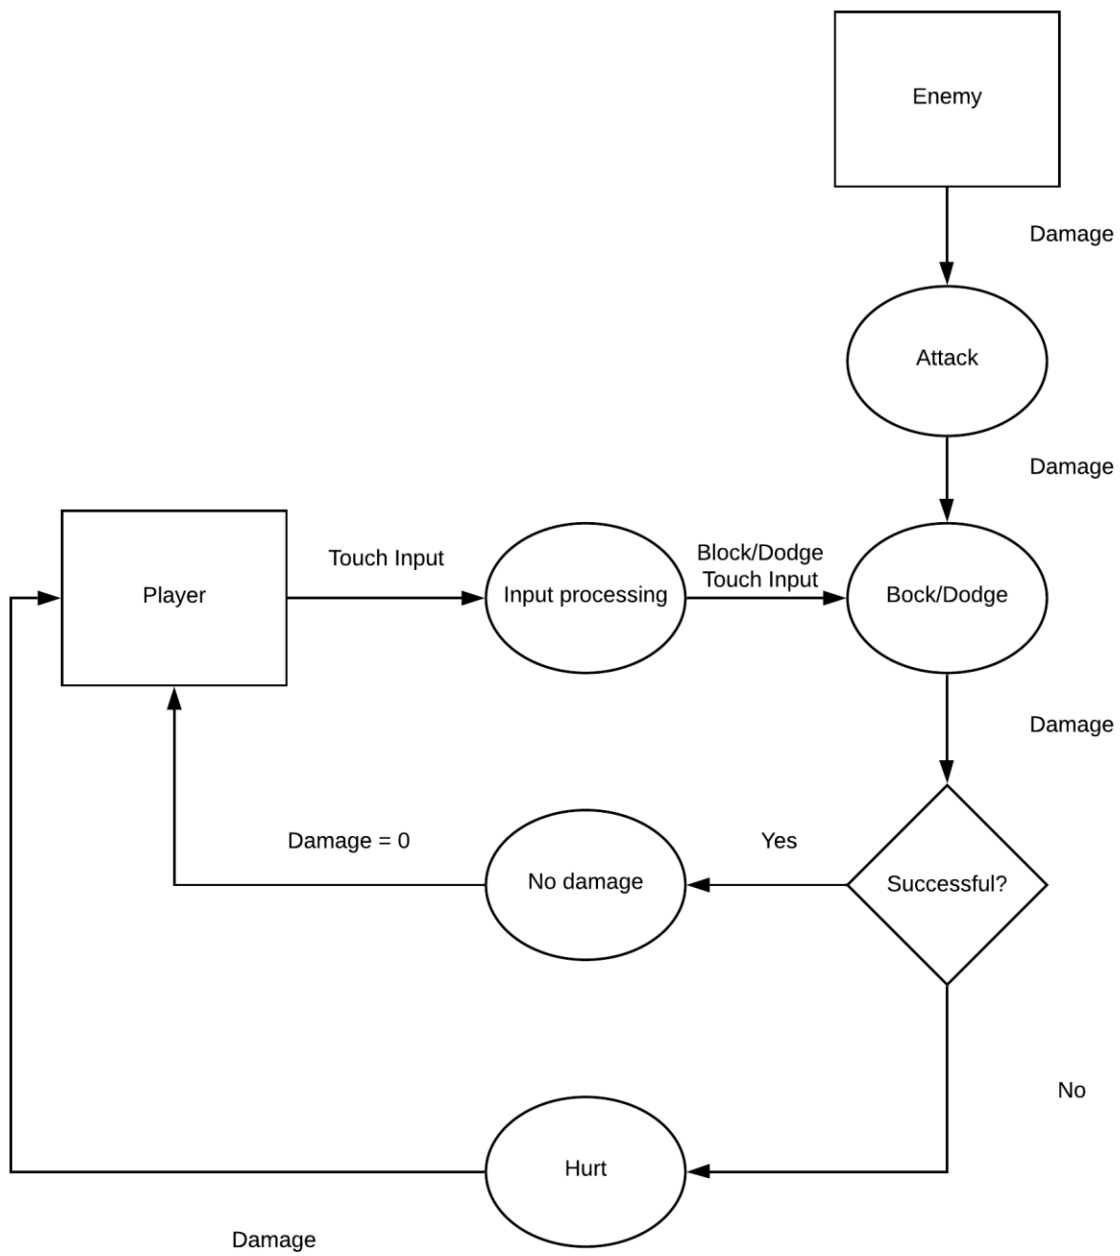 Enemy
Damage
Attack
Damage
Player
Touch Input
Input processing
Block/Dodge
Touch Input
Bock/Dodge
Damage
Damage = 0
No damage
Yes
Successful?
No
Hurt
Damage